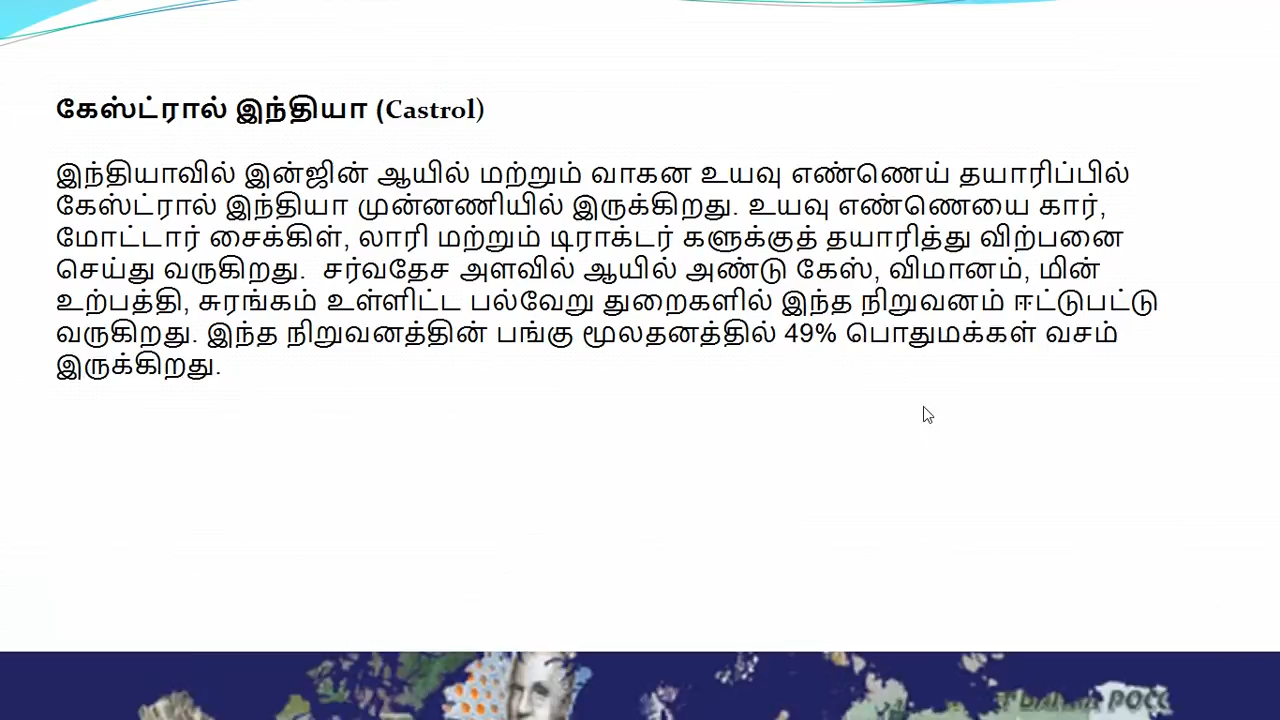 கேஸ்ட்ரால் இந்தியா (Castrol)
இந்தியாவில் இன்ஜின் ஆயில் மற்றும் வாகன உயவு எண்ணெய் தயாரிப்பில்
கேஸ்ட்ரால் இந்தியா முன்னணியில் இருக்கிறது. உயவு எண்ணெயை கார்,
மோட்டார் சைக்கிள், லாரி மற்றும் டிராக்டர் களுக்குத் தயாரித்து விற்பனை
செய்து வருகிறது.  சர்வதேச அளவில் ஆயில் அண்டு கேஸ், விமானம், மின்
உற்பத்தி, சுரங்கம் உள்ளிட்ட பல்வேறு துறைகளில் இந்த நிறுவனம் ஈட்டுபட்டு
வருகிறது. இந்த நிறுவனத்தின் பங்கு மூலதனத்தில் 49% பொதுமக்கள் வசம்
இருக்கிறது.